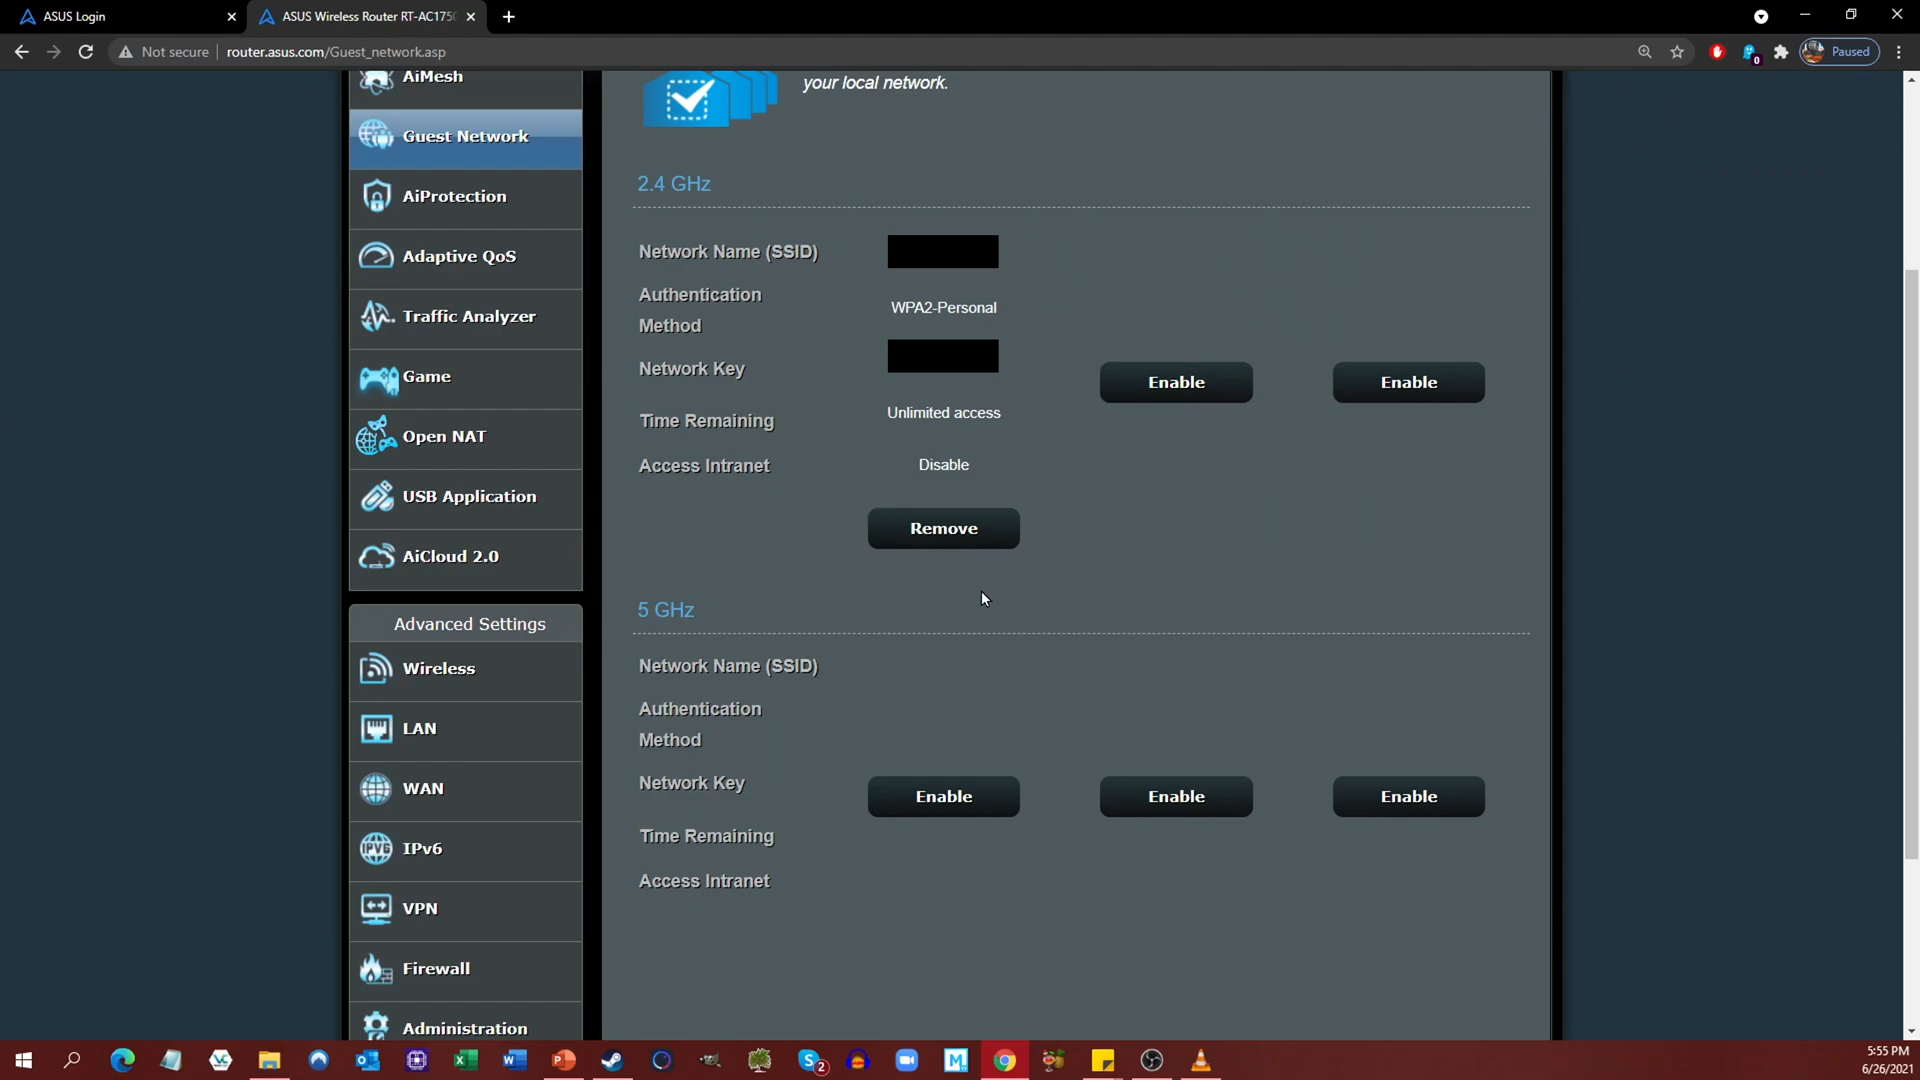 ASUS Login
ASUS Wireless Router RT-AC1750
Not secure
router.asus.com/Guest_network.asp
0
Paused
AiMesh
Guest Network
AiProtection
Adaptive QoS
Traffic Analyzer
Game
Open NAT
USB Application
AiCloud 2.0
Advanced Settings
Wireless
LAN
WAN
IPv6
VPN
Firewall
Administration
your local network.
2.4 GHz
Network Name (SSID)
Authentication
Method
WPA2-Personal
Network Key
Enable
Enable
Time Remaining
Unlimited access
Access Intranet
Disable
Remove
5 GHz
Network Name (SSID)
Authentication
Method
Network Key
Enable
Enable
Enable
Time Remaining
Access Intranet
2
5:55 PM
6/26/2021